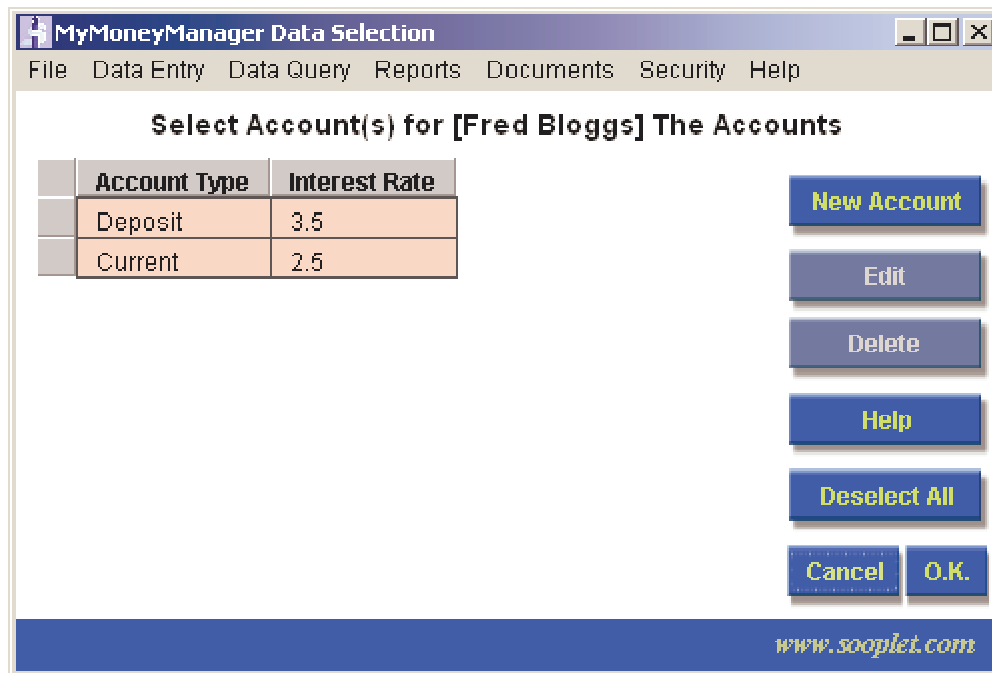 MyMoneyManager Data Selection
File Data Entry Data Query Reports Documents Security Help
Select Account(s) for [Fred Bloggs] The Accounts
Account Type Interest Rate
Deposit 3.5
Current 2.5
New Account
Edit
Delete
Help
Deselect All
Cancel O.K.
www.sooplet.com